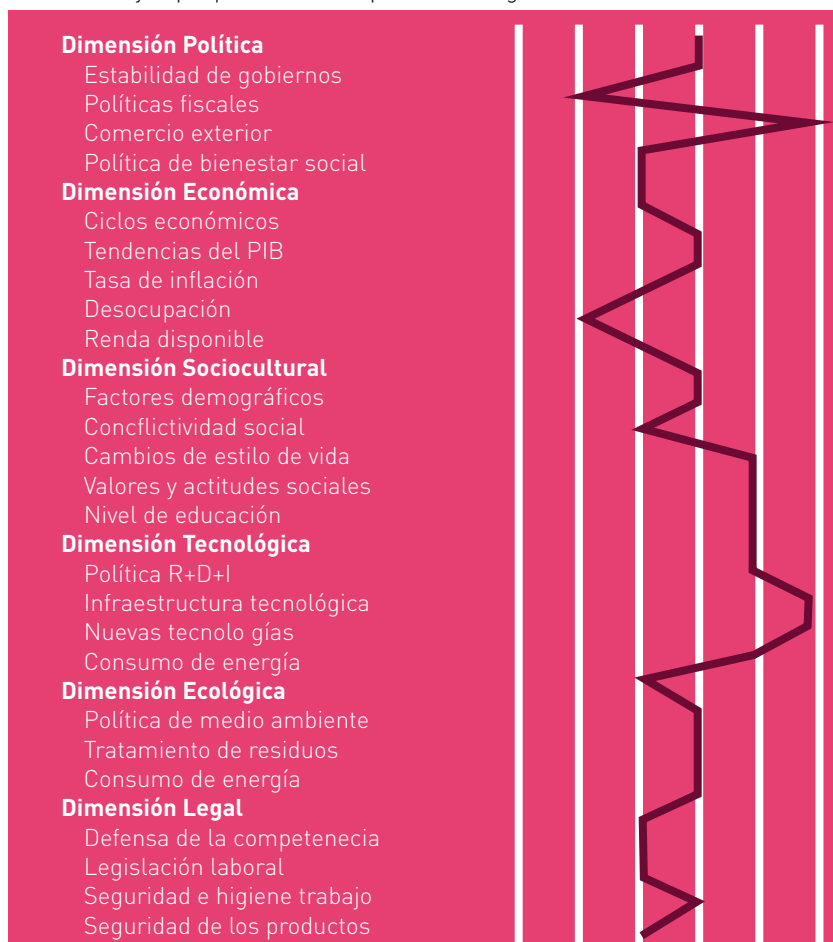 Dimensión Política
Estabilidad de gobiernos
Políticas fiscales
Comercio exterior
Política de bienestar social
Dimensión Económica
Ciclos económicos
Tendencias del PIB
Tasa de inflación
Desocupación
Renda disponible
Dimensión Sociocultural
Factores demográficos
Concflictividad social
Cambios de estilo de vida
Valores y actitudes sociales
Nivel de educación
Dimensión Tecnológica
Política R+D+I
Infraestructura tecnológica
Nuevas tecnolo gías
Consumo de energía
Dimensión Ecológica
Política de medio ambiente
Tratamiento de residuos
Consumo de energía
Dimensión Legal
Defensa de la competenecia
Legislación laboral
Seguridad e higiene trabajo
Seguridad de los productos